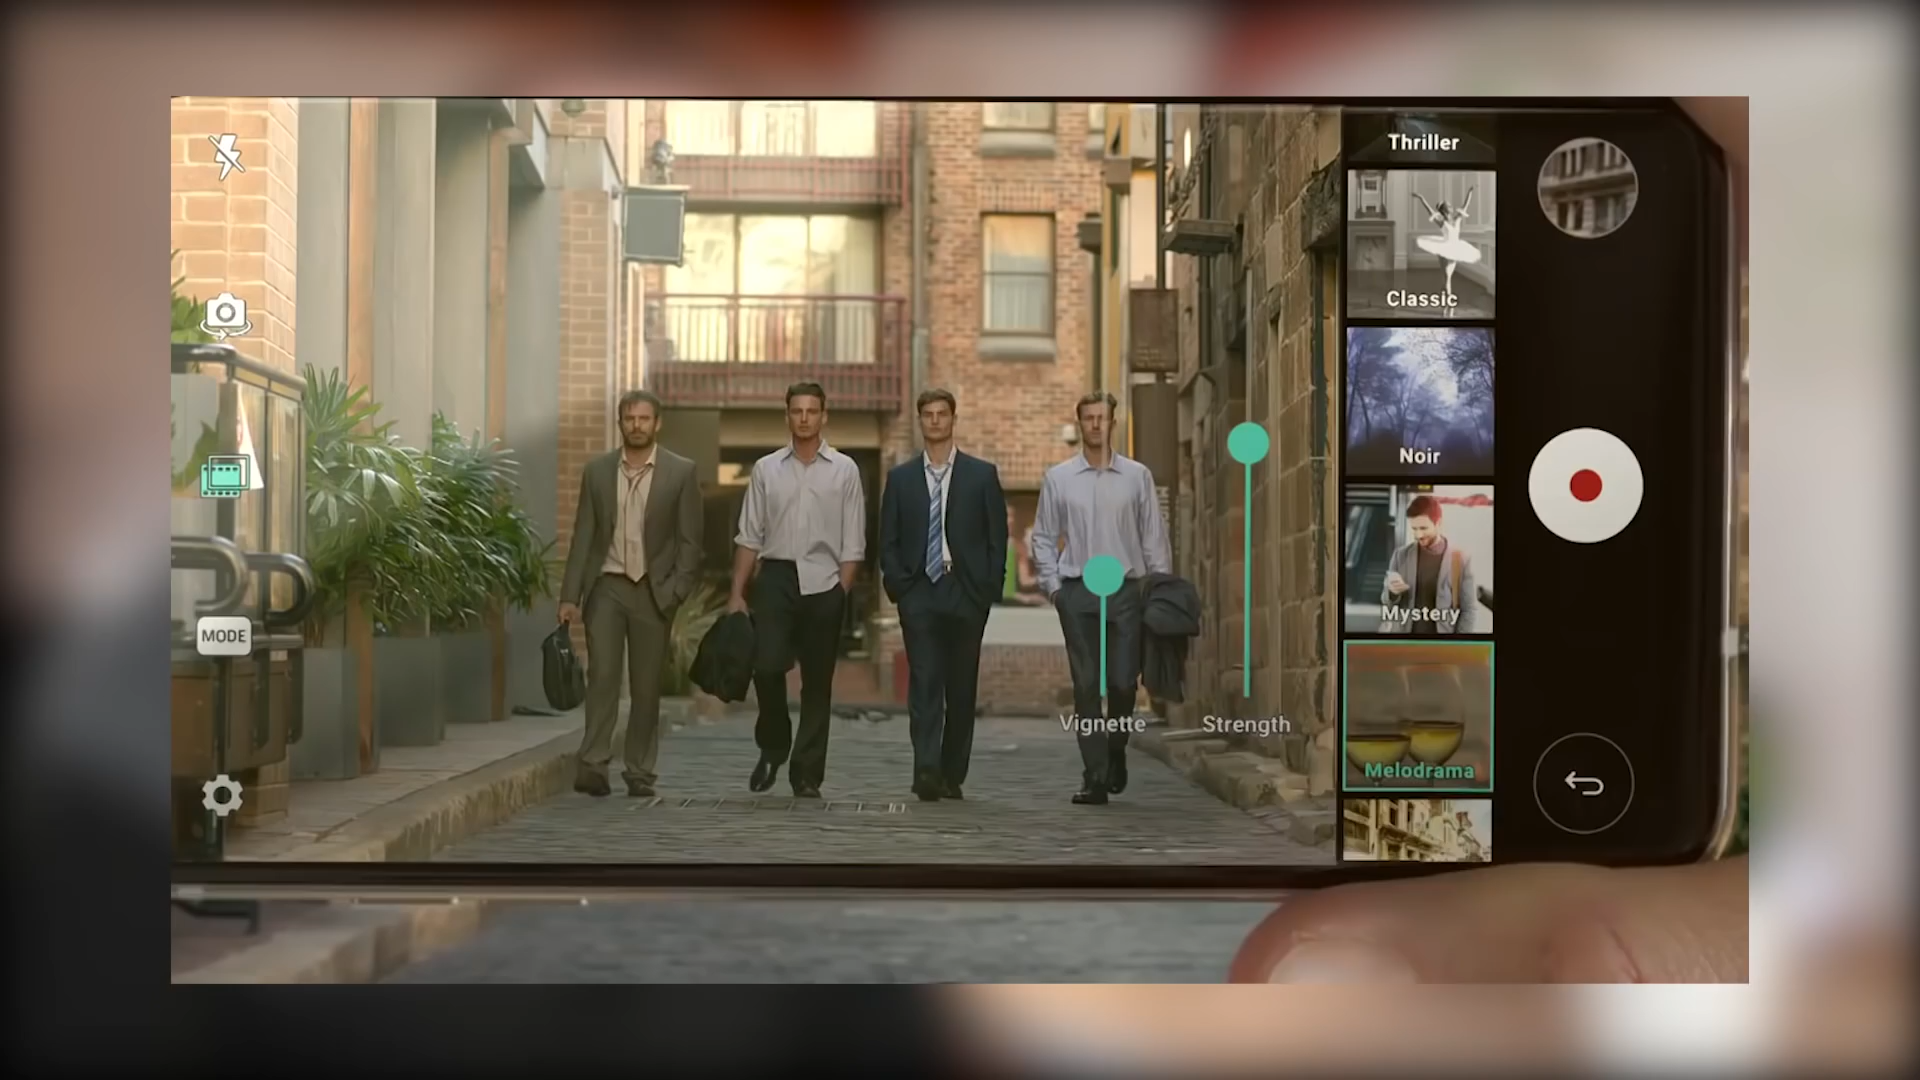 Thriller
Classic
Noir
Mystery
MODE
Vignette
Strength
Melodrama